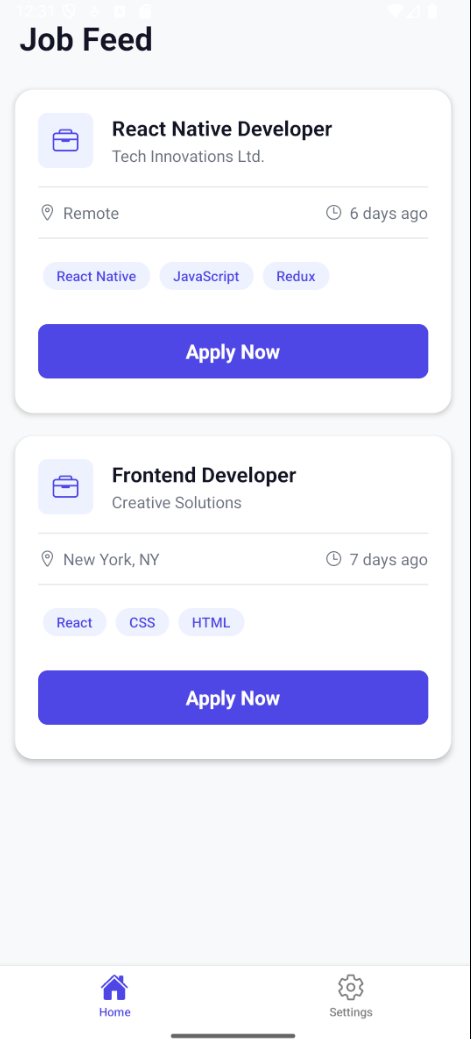 12:31
Job Feed
React Native Developer
Tech Innovations Ltd.
Remote 6 days ago
React Native JavaScript Redux
Apply Now
Frontend Developer
Creative Solutions
New York, NY 7 days ago
React CSS HTML
Apply Now
Home Settings